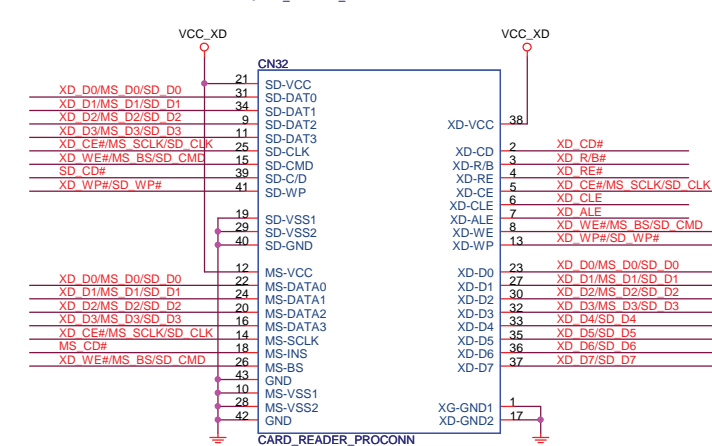 VCC_XD
VCC_XD
CN32
21 SD-VCC
XD_D0/MS_D0/SD_D0 31 SD-DAT0
XD_D1/MS_D1/SD_D1 34 SD-DAT1
XD_D2/MS_D2/SD_D2 9 SD-DAT2
XD_D3/MS_D3/SD_D3 11 SD-DAT3
XD_CE#/MS_SCLK/SD_CLK 25 SD-CLK
XD_WE#/MS_BS/SD_CMD 15 SD-CMD
SD_CD# 39 SD-C/D
XD_WP#/SD_WP# 41 SD-WP
19 SD-VSS1
29 SD-VSS2
40 SD-GND
12 MS-VCC
XD_D0/MS_D0/SD_D0 22 MS-DATA0
XD_D1/MS_D1/SD_D1 24 MS-DATA1
XD_D2/MS_D2/SD_D2 20 MS-DATA2
XD_D3/MS_D3/SD_D3 16 MS-DATA3
XD_CE#/MS_SCLK/SD_CLK 14 MS-SCLK
MS_CD# 18 MS-INS
XD_WE#/MS_BS/SD_CMD 26 MS-BS
43 GND
10 MS-VSS1
28 MS-VSS2
42 GND
XD-VCC 38
XD-CD 2 XD_CD#
XD-R/B 3 XD_R/B#
XD-RE 4 XD_RE#
XD-CE 5 XD_CE#/MS_SCLK/SD_CLK
XD-CLE 6 XD_CLE
XD-ALE 7 XD_ALE
XD-WE 8 XD_WE#/MS_BS/SD_CMD
XD-WP 13 XD_WP#/SD_WP#
XD-D0 23 XD_D0/MS_D0/SD_D0
XD-D1 27 XD_D1/MS_D1/SD_D1
XD-D2 30 XD_D2/MS_D2/SD_D2
XD-D3 32 XD_D3/MS_D3/SD_D3
XD-D4 33 XD_D4/SD_D4
XD-D5 35 XD_D5/SD_D5
XD-D6 36 XD_D6/SD_D6
XD-D7 37 XD_D7/SD_D7
XG-GND1 1
XD-GND2 17
CARD_READER_PROCONN